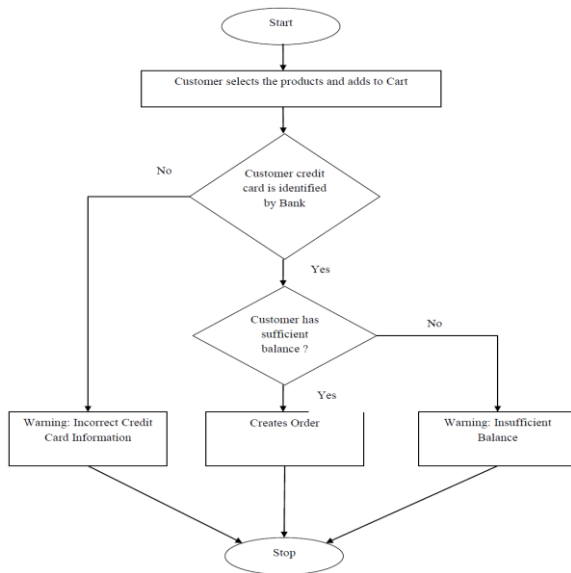 Start
Customer selects the products and adds to Cart
No
Customer credit
card is identified
by Bank
Yes
Customer has
sufficient
balance ?
No
Yes
Warning: Incorrect Credit
Card Information
Creates Order
Warning: Insufficient
Balance
Stop